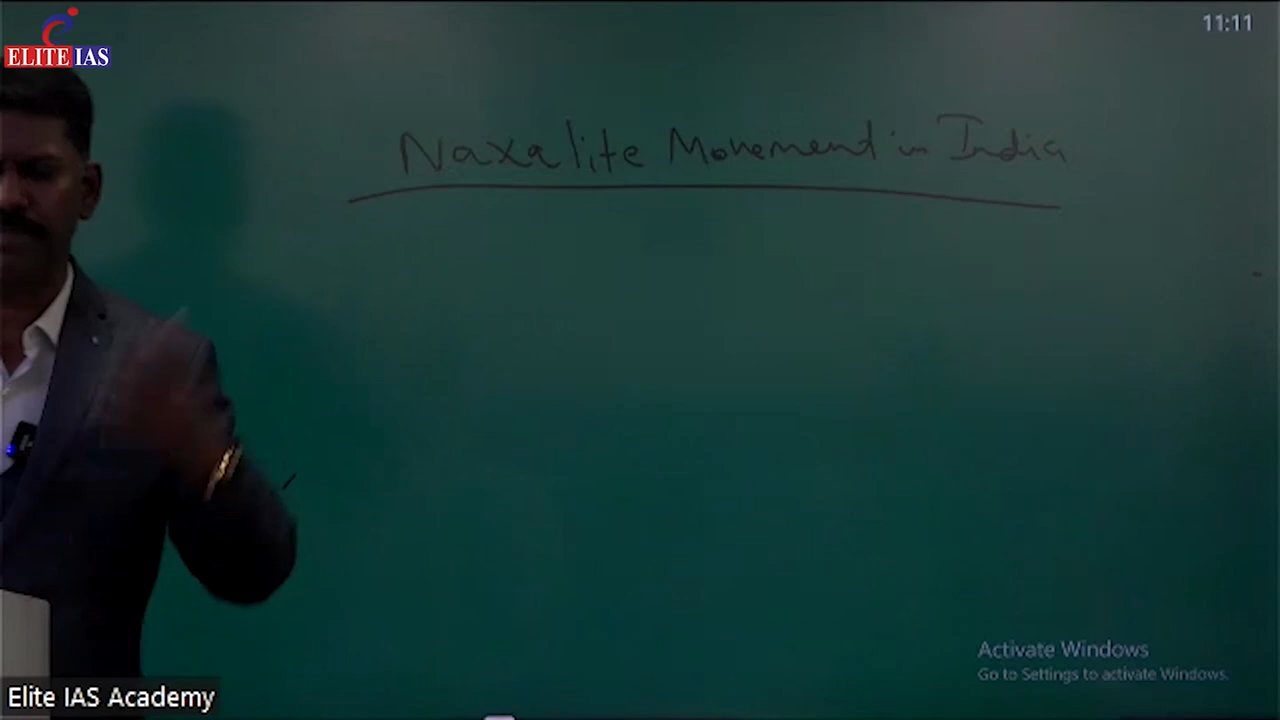 ELITE IAS
11:11
Naxalite Movement in India
Activate Windows
Go to Settings to activate Windows.
Elite IAS Academy